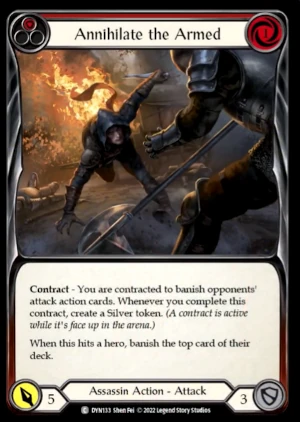 Annihilate the Armed
Contract - You are contracted to banish opponents'
attack action cards. Whenever you complete this
contract, create a Silver token. (A contract is active
while it's face up in the arena.)
When this hits a hero, banish the top card of their
deck.
5
Assassin Action - Attack
3
C DYN133 Shen Fei © 2022 Legend Story Studios